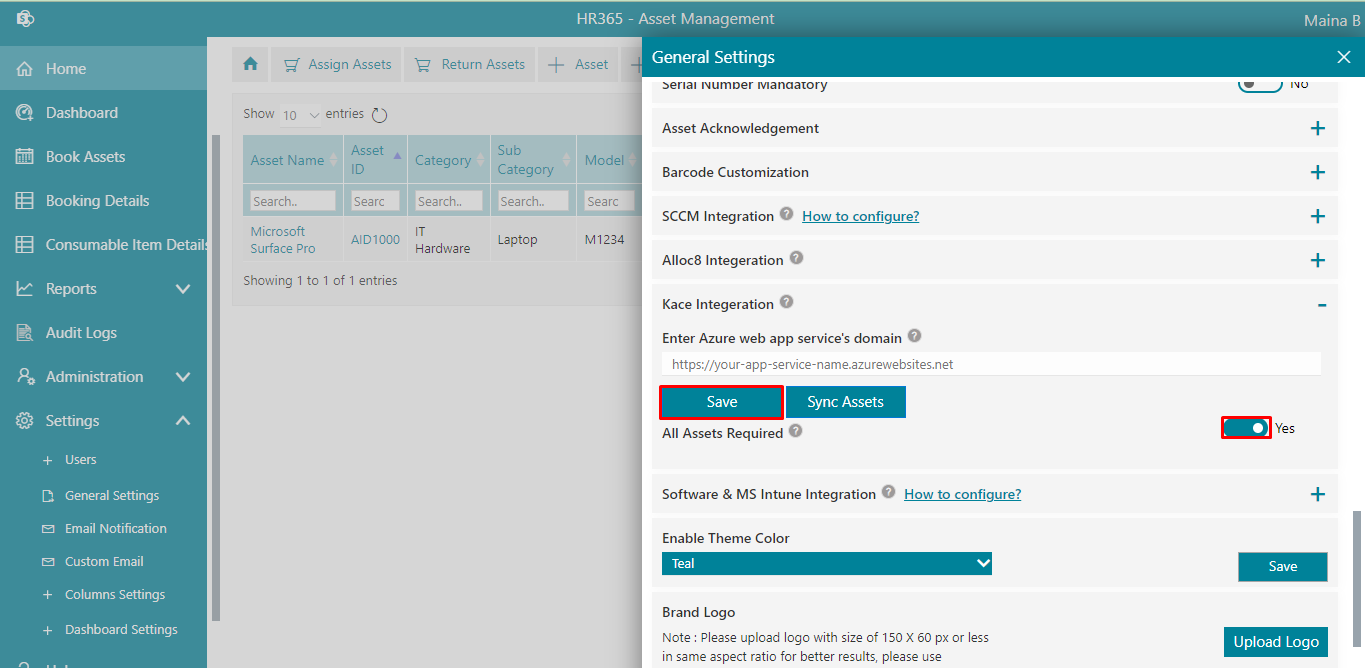 HR365 - Asset Management
Maina B
Home
Dashboard
Book Assets
Booking Details
Consumable Item Details
Reports
Audit Logs
Administration
Settings
Users
General Settings
Email Notification
Custom Email
Columns Settings
Dashboard Settings
Assign Assets
Return Assets
Asset
Show 10 entries
Asset Name
Asset ID
Category
Sub Category
Model
Search..
Searc
Search..
Search..
Searc
Microsoft Surface Pro
AID1000
IT Hardware
Laptop
M1234
Showing 1 to 1 of 1 entries
General Settings
Serial Number Mandatory
No
Asset Acknowledgement
Barcode Customization
SCCM Integration ? How to configure?
Alloc8 Integeration ?
Kace Integeration ?
Enter Azure web app service's domain ?
https://your-app-service-name.azurewebsites.net
Save
Sync Assets
All Assets Required ?
Yes
Software & MS Intune Integration ? How to configure?
Enable Theme Color
Teal
Save
Brand Logo
Note : Please upload logo with size of 150 X 60 px or less
in same aspect ratio for better results, please use
Upload Logo